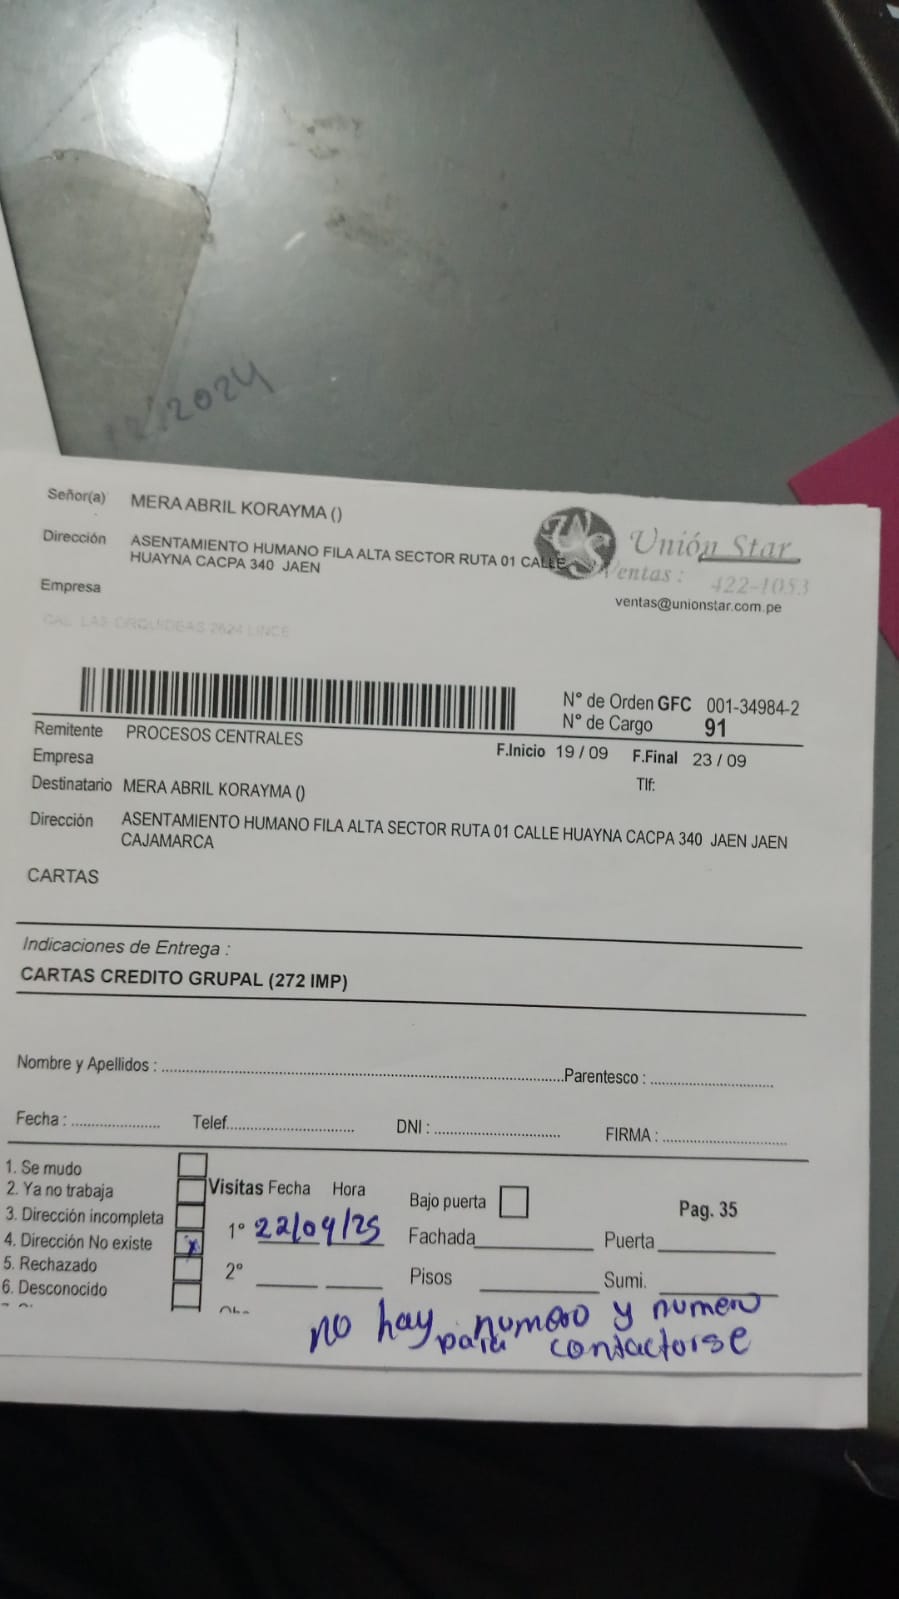 12/2024
Señor(a) MERA ABRIL KORAYMA ()
Dirección ASENTAMIENTO HUMANO FILA ALTA SECTOR RUTA 01 CALLE
HUAYNA CACPA 340 JAEN
Unión Star
Ventas : 422-1053
ventas@unionstar.com.pe
Empresa
CAL. LAS ORQUIDEAS 2624 LINCE
N° de Orden GFC 001-34984-2
N° de Cargo 91
Remitente PROCESOS CENTRALES
F.Inicio 19 / 09 F.Final 23 / 09
Empresa
Tlf:
Destinatario MERA ABRIL KORAYMA ()
Dirección ASENTAMIENTO HUMANO FILA ALTA SECTOR RUTA 01 CALLE HUAYNA CACPA 340 JAEN JAEN
CAJAMARCA
CARTAS
Indicaciones de Entrega :
CARTAS CREDITO GRUPAL (272 IMP)
Nombre y Apellidos : Parentesco :
Fecha : Telef. DNI : FIRMA :
1. Se mudo
2. Ya no trabaja
3. Dirección incompleta
4. Dirección No existe x
5. Rechazado
6. Desconocido
Visitas Fecha Hora
1° 22/09/25
2°
Bajo puerta
Fachada Puerta
Pisos Sumi.
Pag. 35
no hay numero y numero
para contactorse